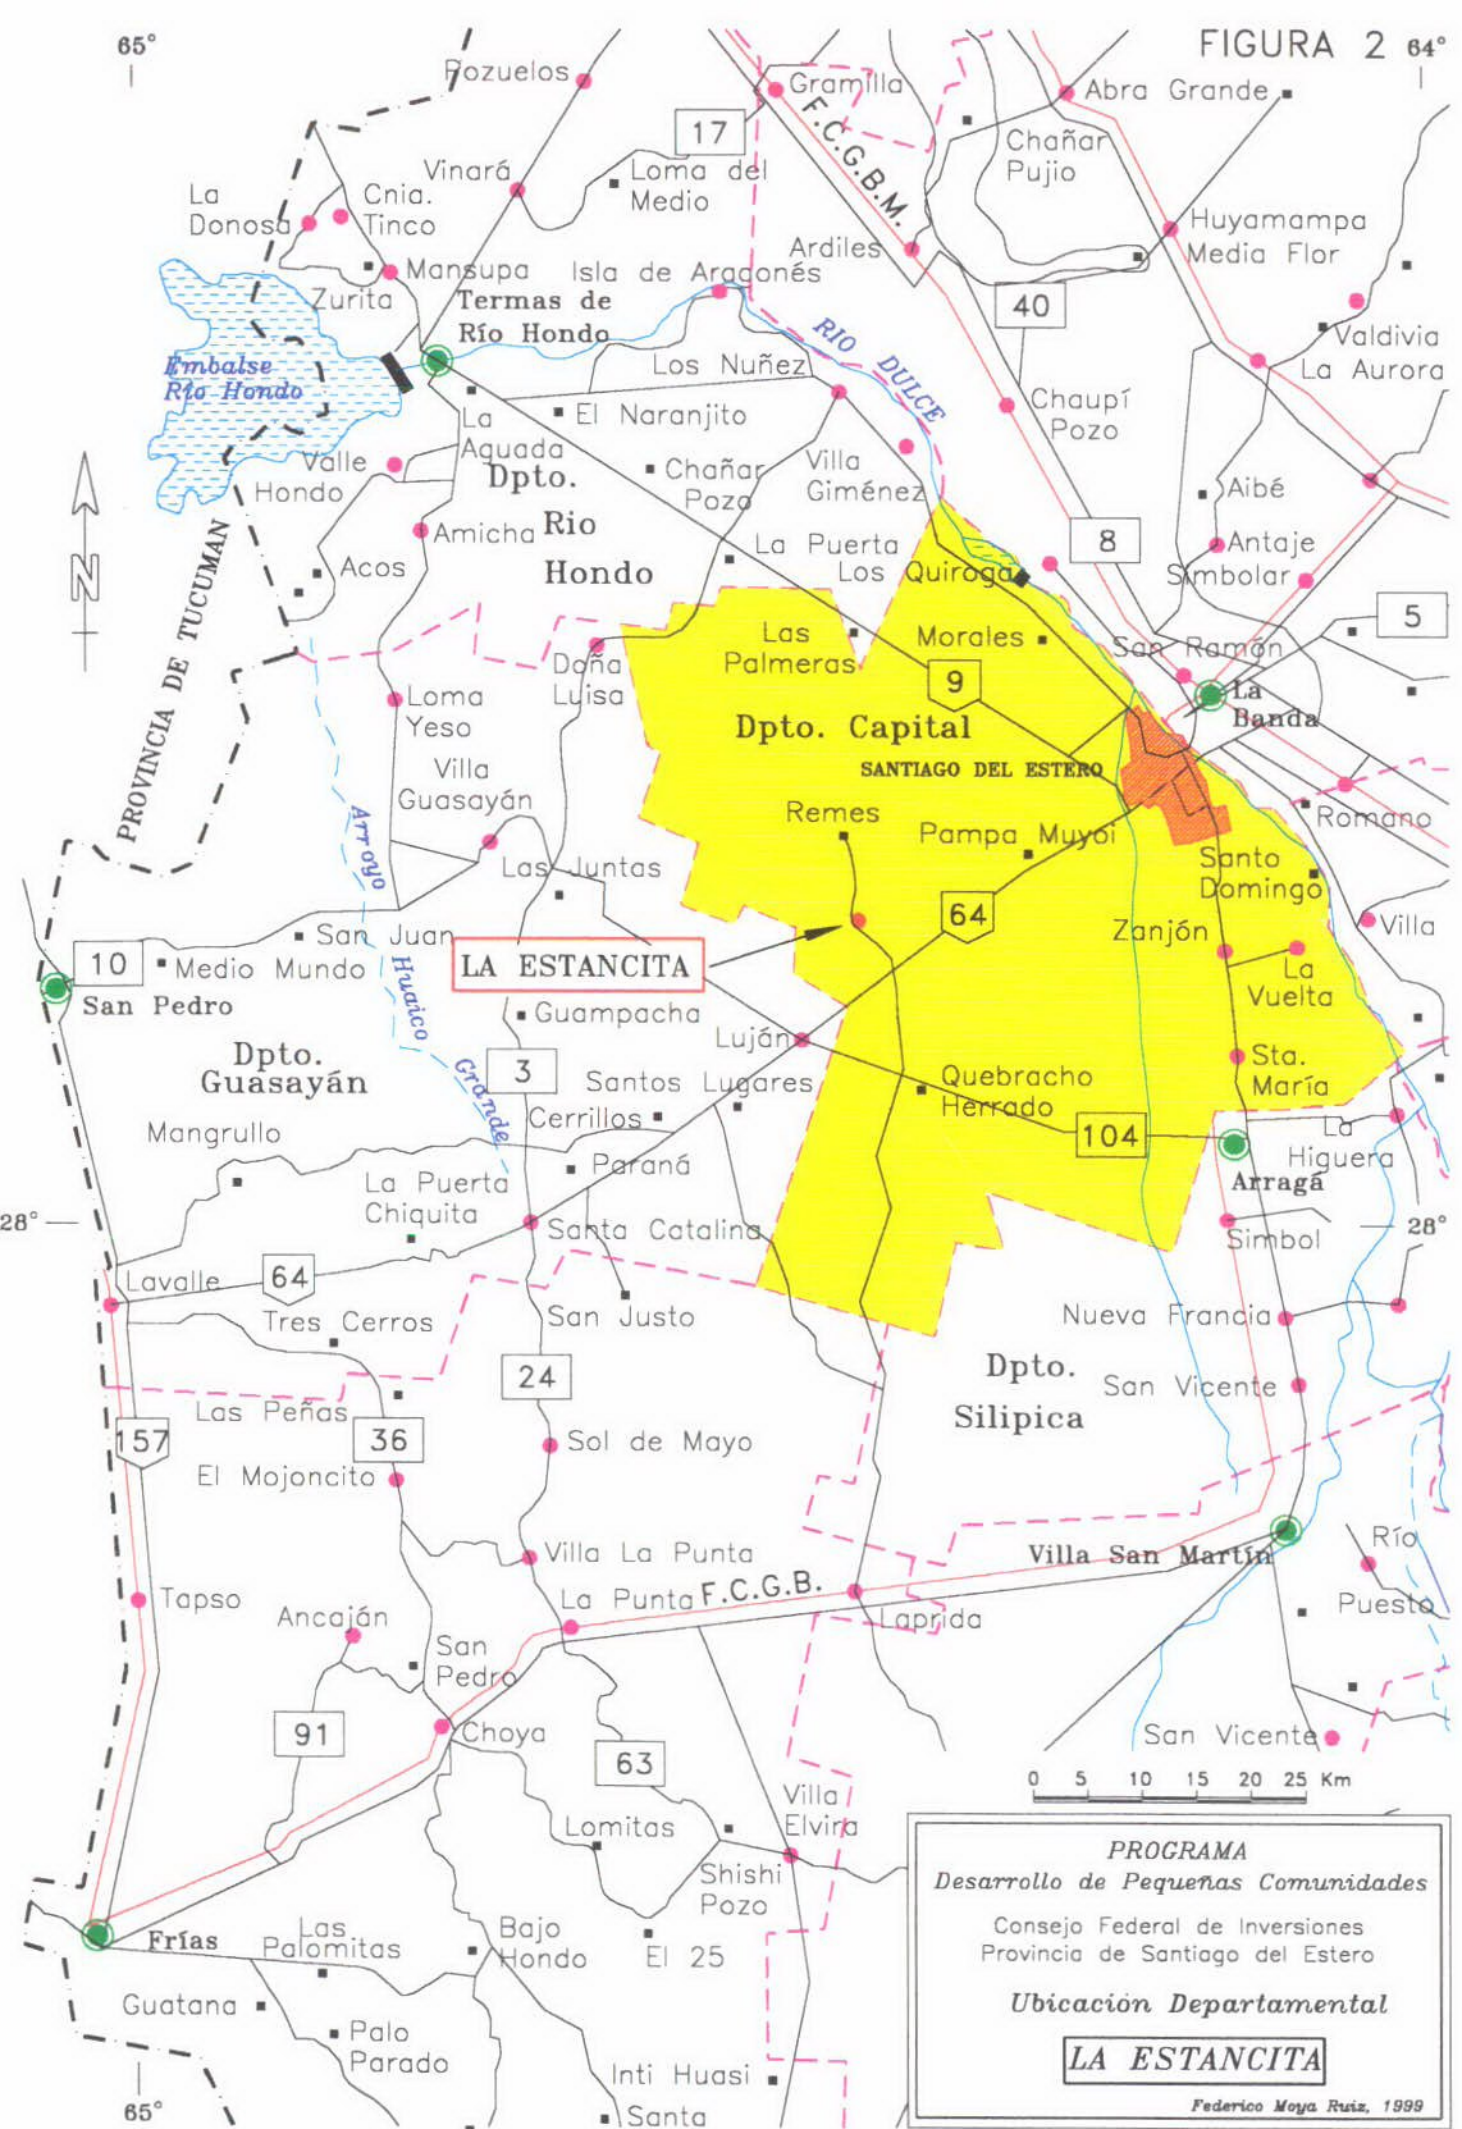 FIGURA 2
65°
64°
Pozuelos
Gramilla
Abra Grande
17
F.C.G.B.M.
Chañar
Pujio
Vinará
Loma del
Medio
La
Donosa
Cnia.
Tinco
Ardiles
Huyamampa
Media Flor
Mansupa
Isla de Aragonés
Zurita
Termas de
Río Hondo
40
RIO DULCE
Valdivia
La Aurora
Embalse
Río Hondo
Los Nuñez
El Naranjito
La
Aguada
Chaupí
Pozo
Valle
Hondo
Dpto.
Rio
Hondo
Chañar
Pozo
Villa
Giménez
Aibé
N
Amicha
La Puerta
Los Quiroga
8
Antaje
Simbolar
Acos
5
PROVINCIA DE TUCUMAN
Doña
Luisa
Las
Palmeras
Morales
San Ramón
9
La
Banda
Loma
Yeso
Dpto. Capital
SANTIAGO DEL ESTERO
Villa
Guasayán
Remes
Pampa Muyoi
Romano
Arroyo
Las Juntas
Santo
Domingo
64
Zanjón
Villa
San Juan
10
Medio Mundo
LA ESTANCITA
Huaico
La
Vuelta
San Pedro
Guampacha
Luján
Dpto.
Guasayán
3
Grande
Santos Lugares
Quebracho
Herrado
Sta.
María
Cerrillos
Mangrullo
104
La
Higuera
Paraná
Arragá
La Puerta
Chiquita
28°
28°
Santa Catalina
Simbol
Lavalle
64
Tres Cerros
San Justo
Nueva Francia
24
Dpto.
Silipica
San Vicente
Las Peñas
157
36
Sol de Mayo
El Mojoncito
Villa La Punta
Villa San Martín
Río
Tapso
La Punta
F.C.G.B.
Laprida
Puesto
Ancaján
San
Pedro
91
Choya
63
San Vicente
0 5 10 15 20 25 Km
Villa
Elvira
Lomitas
Shishi
Pozo
Frías
Las
Palomitas
Bajo
Hondo
El 25
Guatana
Palo
Parado
Inti Huasi
Santa
65°
PROGRAMA
Desarrollo de Pequeñas Comunidades
Consejo Federal de Inversiones
Provincia de Santiago del Estero
Ubicación Departamental
LA ESTANCITA
Federico Moya Ruiz, 1999